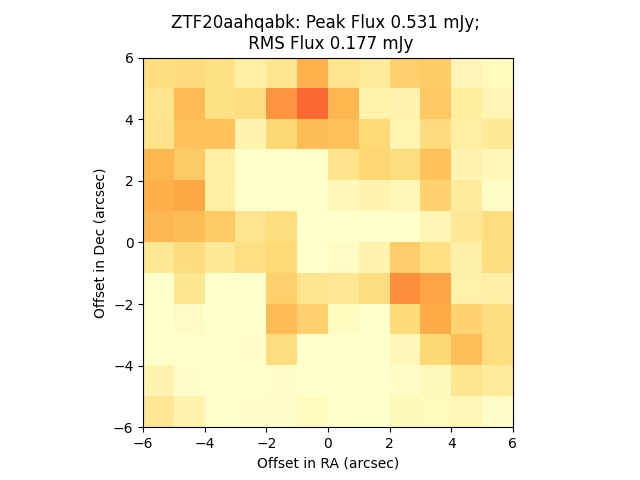 ZTF20aahqabk: Peak Flux 0.531 mJy;
RMS Flux 0.177 mJy
6
4
2
0
−2
−4
−6
Offset in Dec (arcsec)
−6 −4 −2 0 2 4 6
Offset in RA (arcsec)